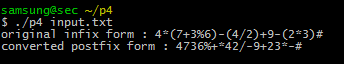 samsung@sec ~/p4
$ ./p4 input.txt
original infix form : 4*(7+3%6)-(4/2)+9-(2*3)#
converted postfix form : 4736%+*42/-9+23*-#